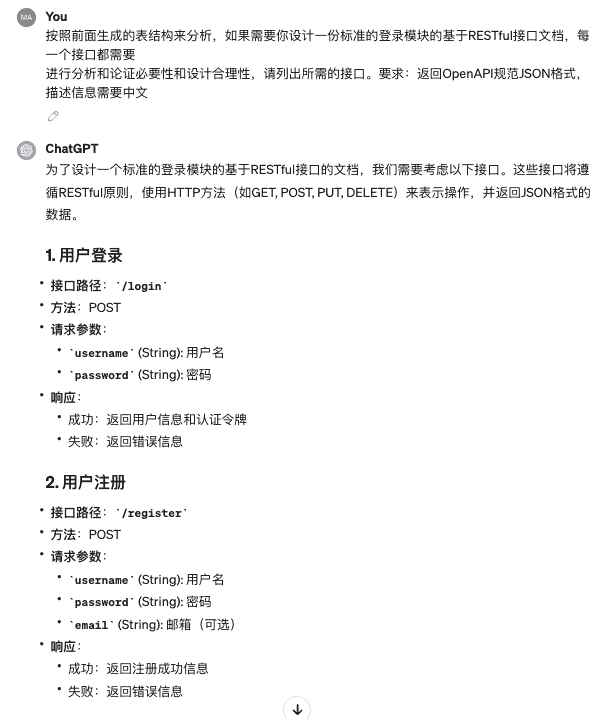 MA You
按照前面生成的表结构来分析，如果需要你设计一份标准的登录模块的基于RESTful接口文档，每
一个接口都需要
进行分析和论证必要性和设计合理性，请列出所需的接口。要求：返回OpenAPI规范JSON格式，
描述信息需要中文
ChatGPT
为了设计一个标准的登录模块的基于RESTful接口的文档，我们需要考虑以下接口。这些接口将遵
循RESTful原则，使用HTTP方法（如GET, POST, PUT, DELETE）来表示操作，并返回JSON格式的
数据。
1. 用户登录
• 接口路径：`/login`
• 方法：POST
• 请求参数：
• `username` (String): 用户名
• `password` (String): 密码
• 响应：
• 成功：返回用户信息和认证令牌
• 失败：返回错误信息
2. 用户注册
• 接口路径：`/register`
• 方法：POST
• 请求参数：
• `username` (String): 用户名
• `password` (String): 密码
• `email` (String): 邮箱（可选）
• 响应：
• 成功：返回注册成功信息
• 失败：返回错误信息